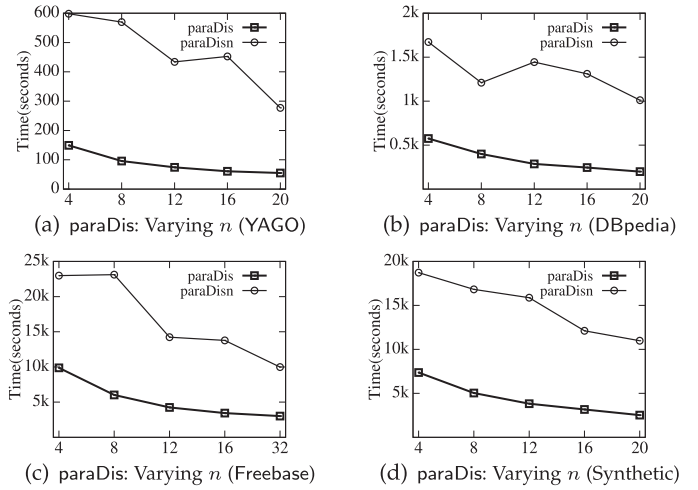 600
500
400
300
200
100
0
Time(seconds)
paraDis
paraDisn
4 8 12 16 20
(a) paraDis: Varying n (YAGO)
2k
1.5k
1k
0.5k
Time(seconds)
paraDis
paraDisn
4 8 12 16 20
(b) paraDis: Varying n (DBpedia)
25k
20k
15k
10k
5k
Time(seconds)
paraDis
paraDisn
4 8 12 16 32
(c) paraDis: Varying n (Freebase)
20k
15k
10k
5k
Time(seconds)
paraDis
paraDisn
4 8 12 16 20
(d) paraDis: Varying n (Synthetic)